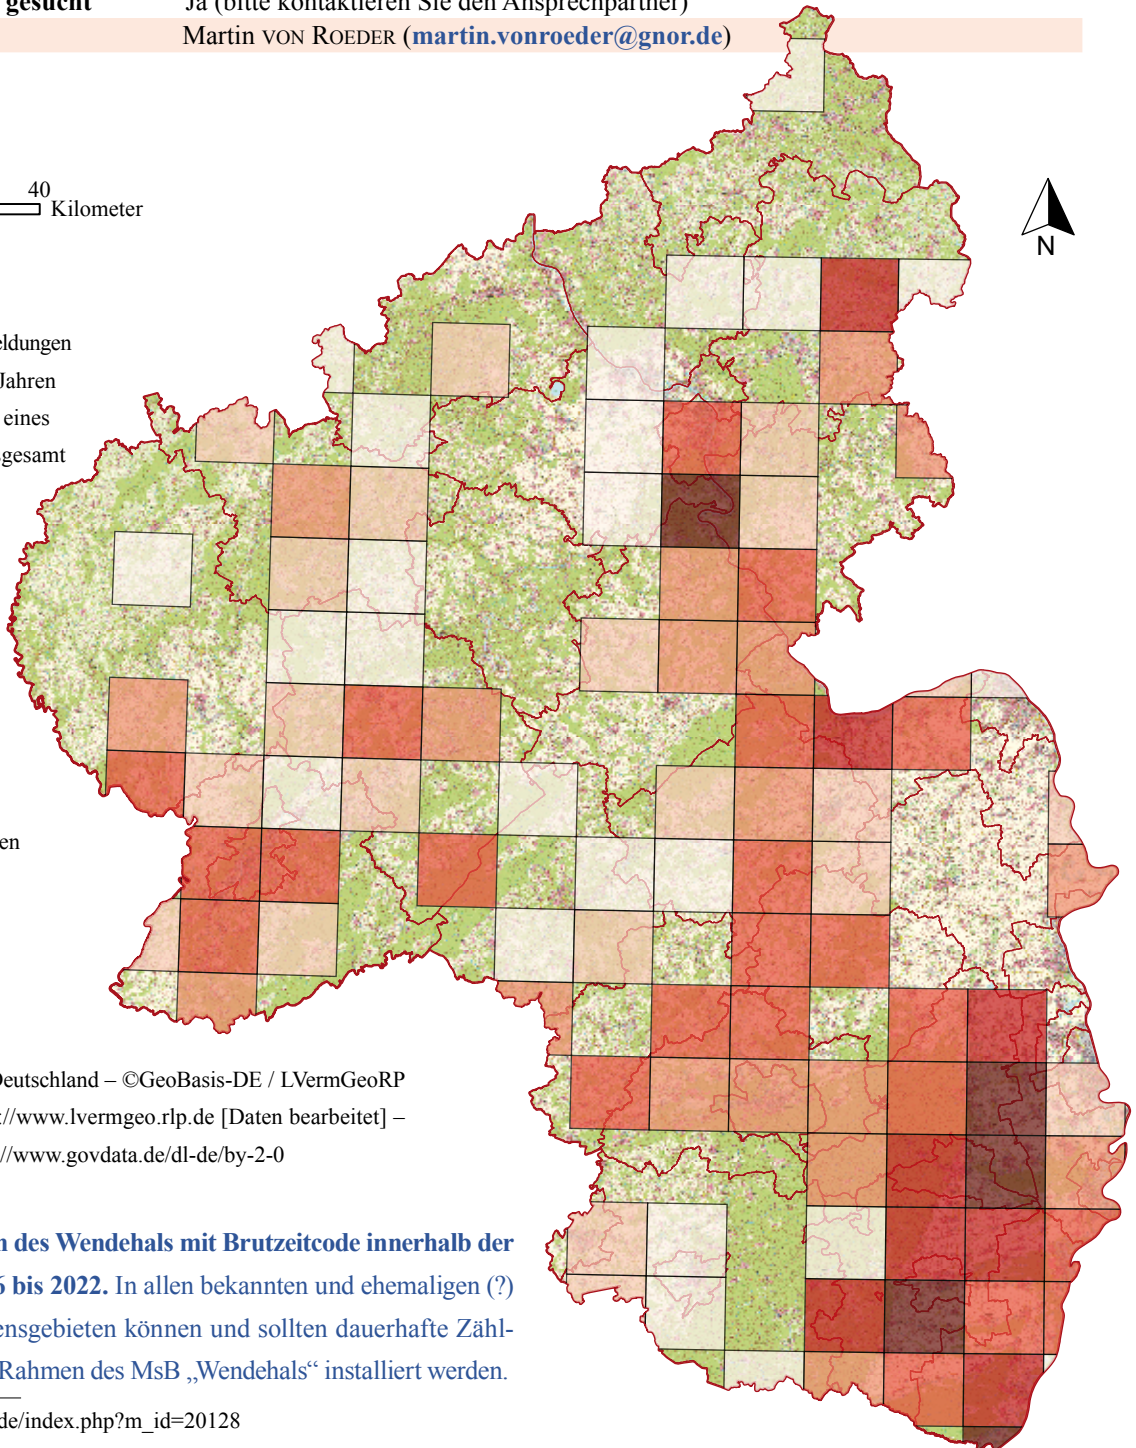 gesucht Ja (bitte kontaktieren Sie den Ansprechpartner)
Martin VON ROEDER (martin.vonroeder@gnor.de)
40
Kilometer
N
eldungen
Jahren
eines
gesamt
en
Deutschland – ©GeoBasis-DE / LVermGeoRP
://www.lvermgeo.rlp.de [Daten bearbeitet] –
//www.govdata.de/dl-de/by-2-0
n des Wendehals mit Brutzeitcode innerhalb der
6 bis 2022. In allen bekannten und ehemaligen (?)
ensgebieten können und sollten dauerhafte Zähl-
Rahmen des MsB „Wendehals“ installiert werden.
de/index.php?m_id=20128